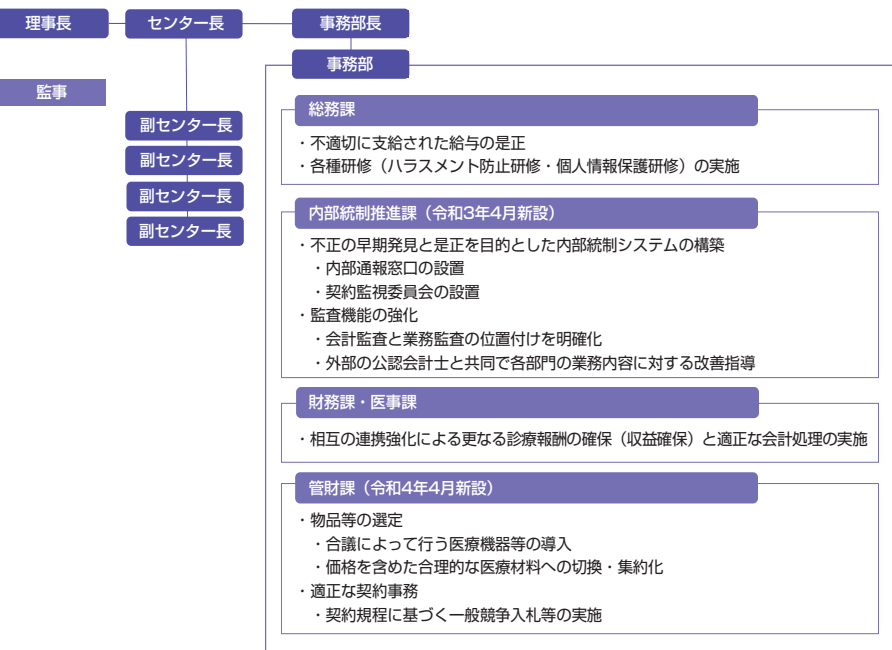 理事長
センター長
事務部長
事務部
監事
副センター長
副センター長
副センター長
副センター長
総務課
・不適切に支給された給与の是正
・各種研修（ハラスメント防止研修・個人情報保護研修）の実施
内部統制推進課（令和3年4月新設）
・不正の早期発見と是正を目的とした内部統制システムの構築
・内部通報窓口の設置
・契約監視委員会の設置
・監査機能の強化
・会計監査と業務監査の位置付けを明確化
・外部の公認会計士と共同で各部門の業務内容に対する改善指導
財務課・医事課
・相互の連携強化による更なる診療報酬の確保（収益確保）と適正な会計処理の実施
管財課（令和4年4月新設）
・物品等の選定
・合議によって行う医療機器等の導入
・価格を含めた合理的な医療材料への切換・集約化
・適正な契約事務
・契約規程に基づく一般競争入札等の実施